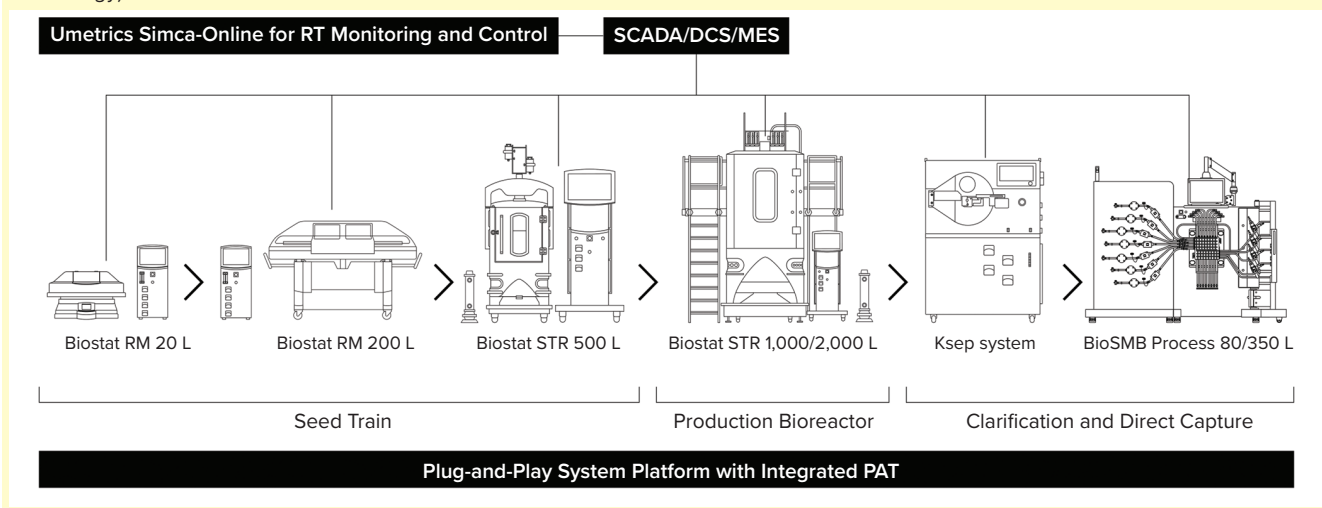 Umetrics Simca-Online for RT Monitoring and Control
SCADA/DCS/MES
Biostat RM 20 L
Biostat RM 200 L
Biostat STR 500 L
Biostat STR 1,000/2,000 L
Ksep system
BioSMB Process 80/350 L
Seed Train
Production Bioreactor
Clarification and Direct Capture
Plug-and-Play System Platform with Integrated PAT